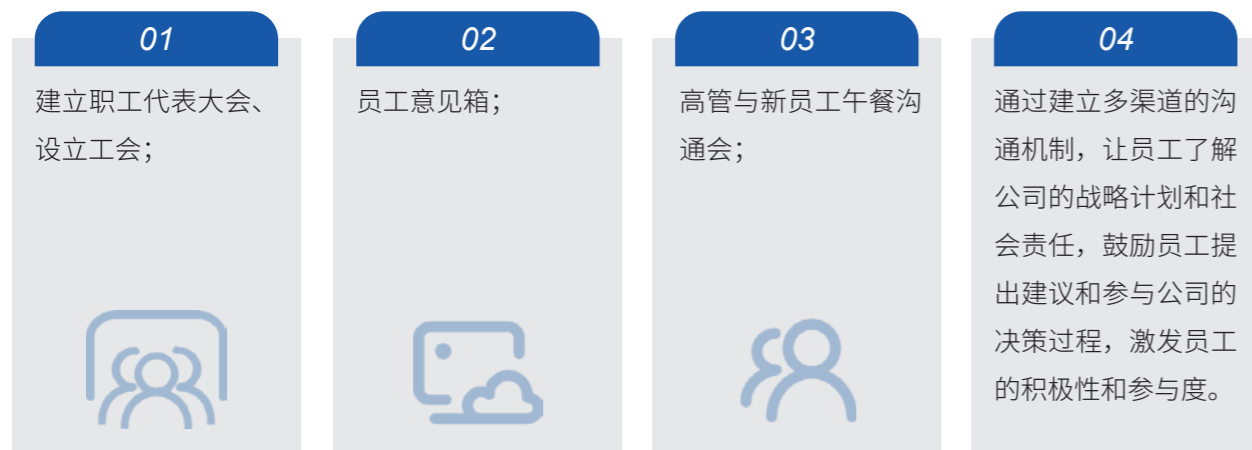 01
建立职工代表大会、
设立工会；
02
员工意见箱；
03
高管与新员工午餐沟
通会；
04
通过建立多渠道的沟
通机制，让员工了解
公司的战略计划和社
会责任，鼓励员工提
出建议和参与公司的
决策过程，激发员工
的积极性和参与度。